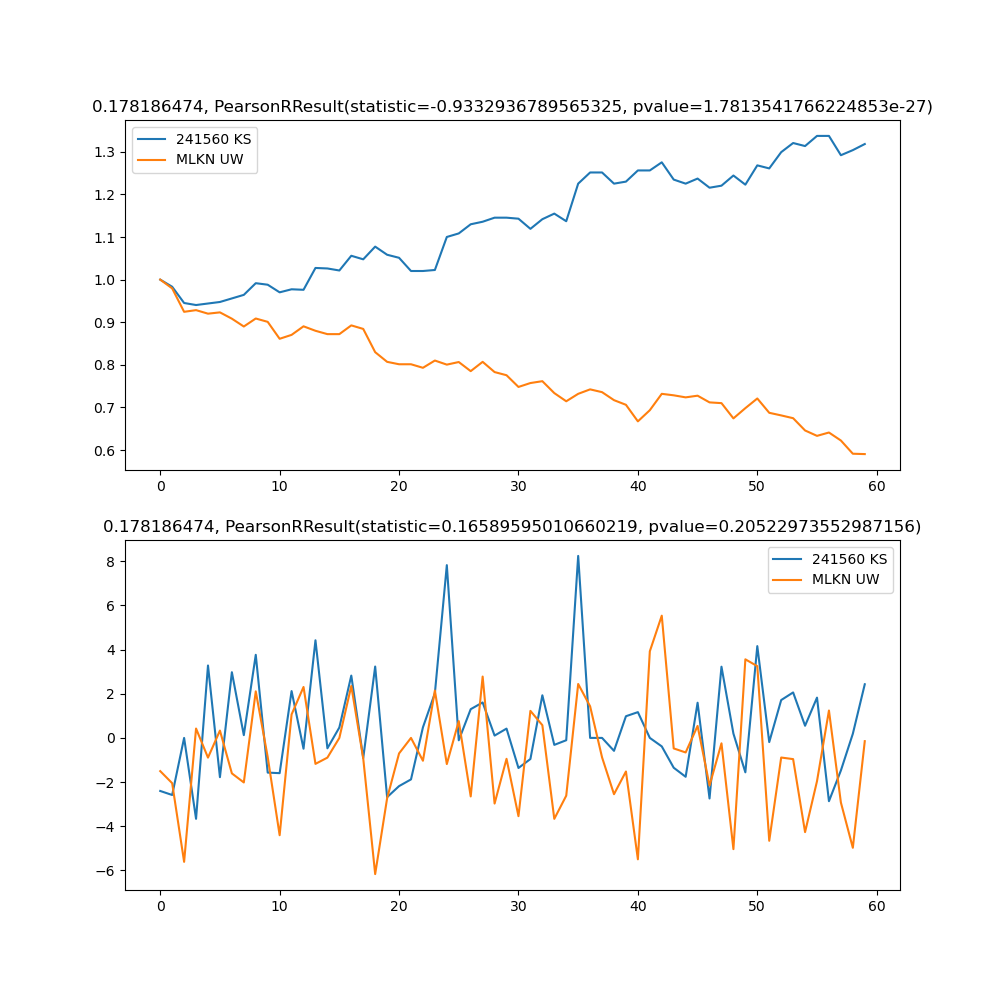 0.178186474, PearsonRResult(statistic=-0.9332936789565325, pvalue=1.7813541766224853e-27)
241560 KS
MLKN UW
1.3
1.2
1.1
1.0
0.9
0.8
0.7
0.6
0 10 20 30 40 50 60
0.178186474, PearsonRResult(statistic=0.16589595010660219, pvalue=0.20522973552987156)
241560 KS
MLKN UW
8
6
4
2
0
−2
−4
−6
0 10 20 30 40 50 60